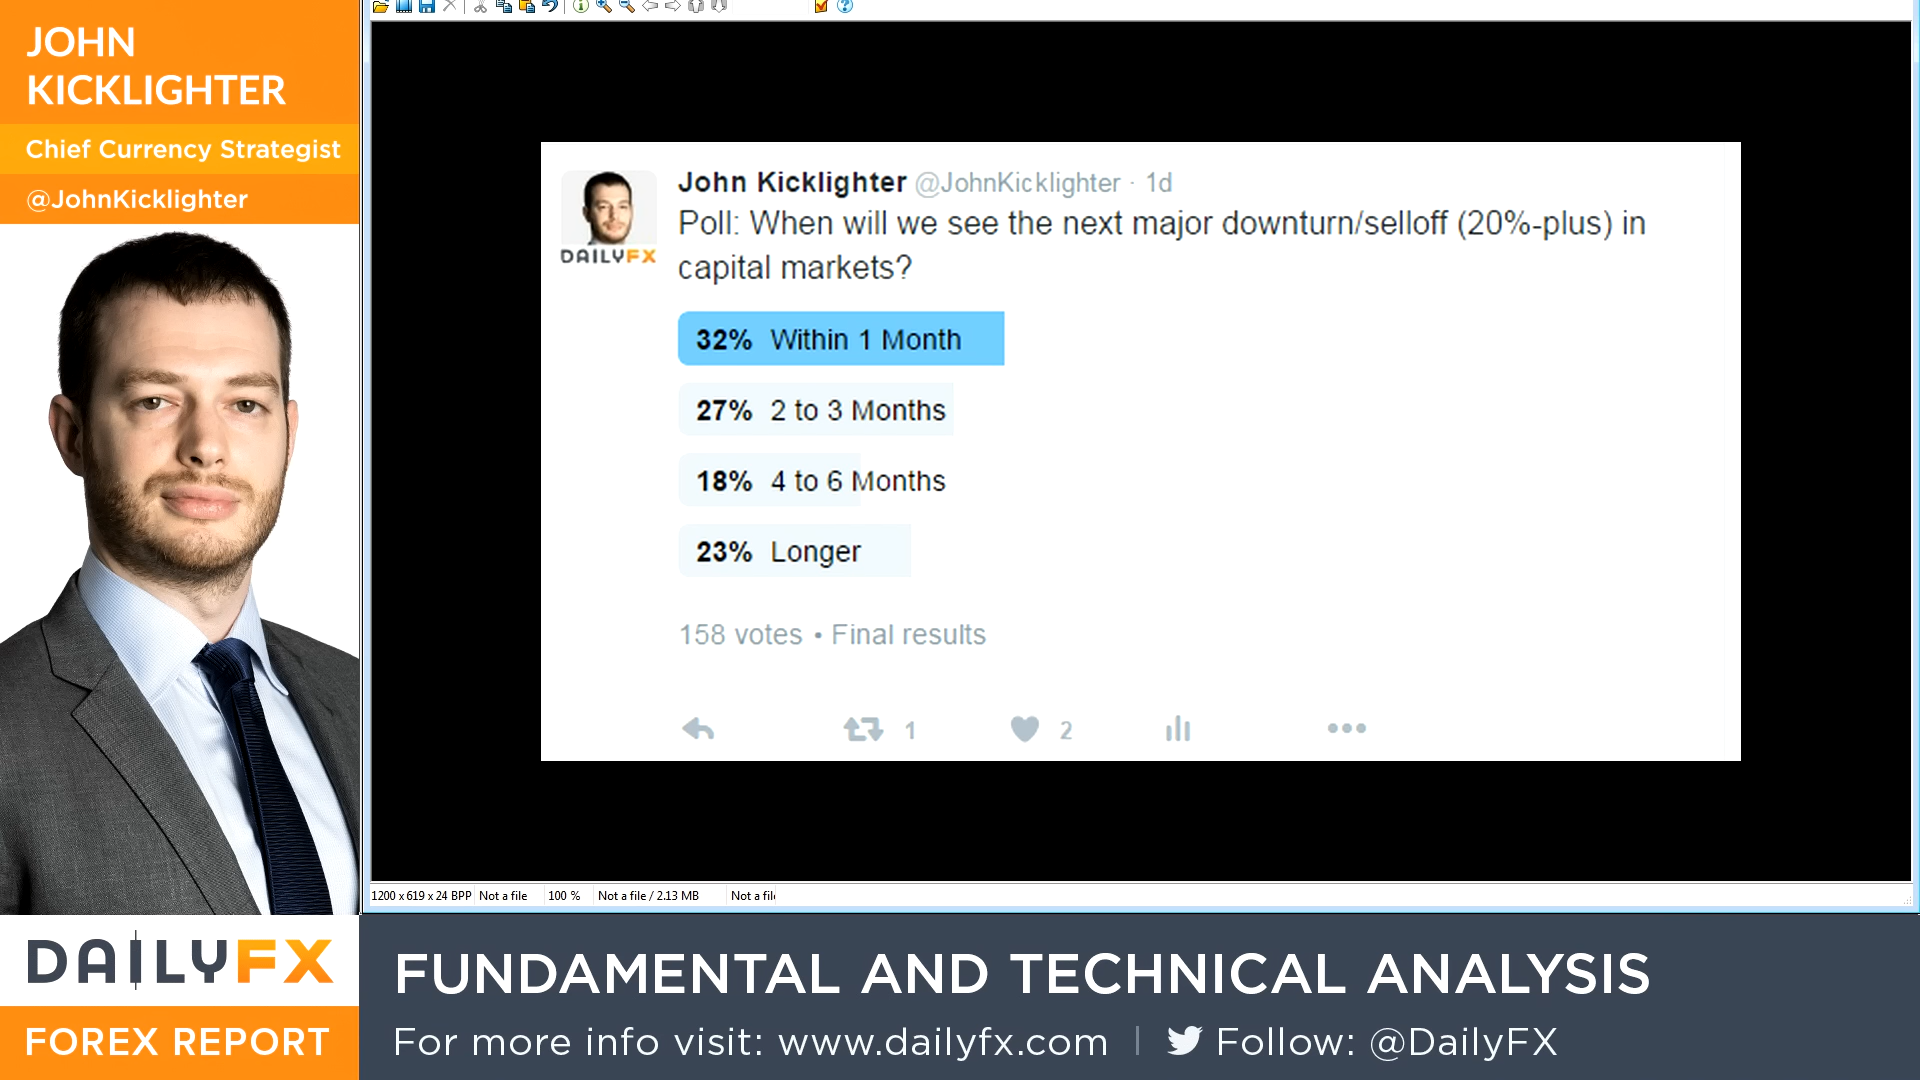 JOHN
KICKLIGHTER
Chief Currency Strategist
@JohnKicklighter
John Kicklighter @JohnKicklighter · 1d
Poll: When will we see the next major downturn/selloff (20%-plus) in
capital markets?
DAILYFX
32% Within 1 Month
27% 2 to 3 Months
18% 4 to 6 Months
23% Longer
158 votes • Final results
1
2
1200 x 619 x 24 BPP Not a file 100 % Not a file / 2.13 MB Not a file
DAILYFX
FOREX REPORT
FUNDAMENTAL AND TECHNICAL ANALYSIS
For more info visit: www.dailyfx.com | Follow: @DailyFX